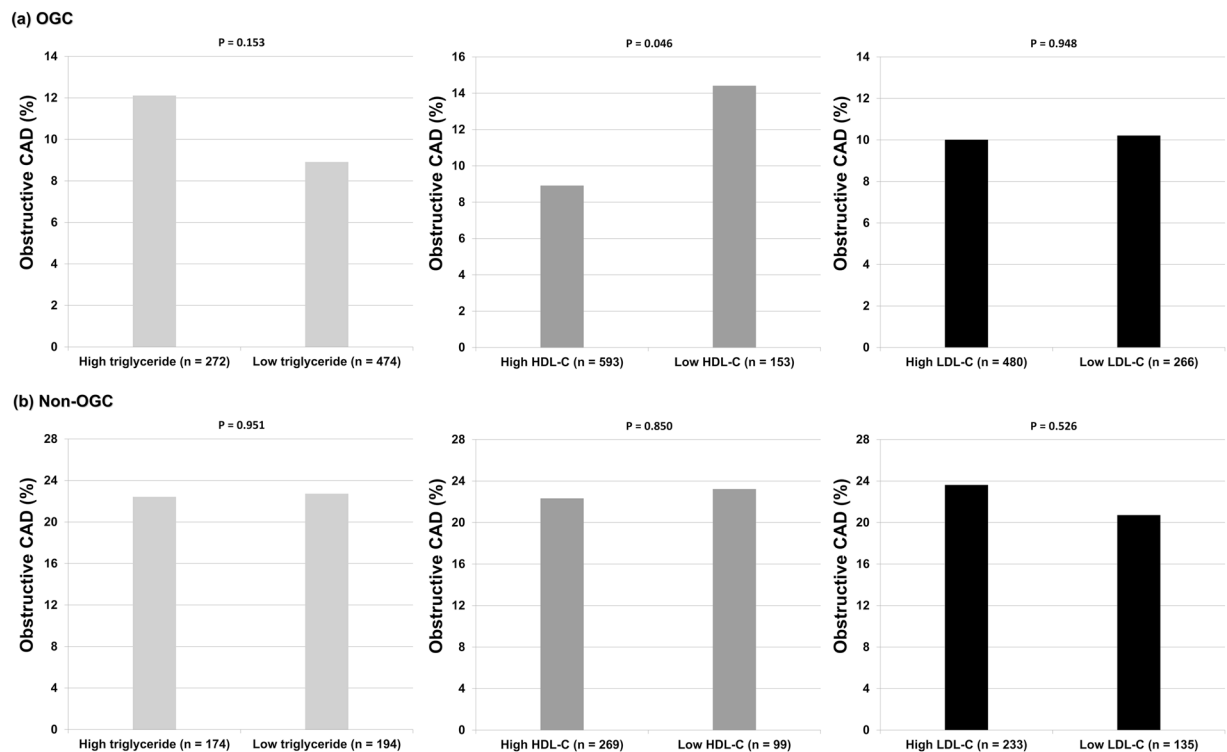 (a) OGC
P = 0.153
Obstructive CAD (%)
14
12
10
8
6
4
2
0
High triglyceride (n = 272) Low triglyceride (n = 474)
P = 0.046
Obstructive CAD (%)
16
14
12
10
8
6
4
2
0
High HDL-C (n = 593) Low HDL-C (n = 153)
P = 0.948
Obstructive CAD (%)
14
12
10
8
6
4
2
0
High LDL-C (n = 480) Low LDL-C (n = 266)
(b) Non-OGC
P = 0.951
Obstructive CAD (%)
28
24
20
16
12
8
4
0
High triglyceride (n = 174) Low triglyceride (n = 194)
P = 0.850
Obstructive CAD (%)
28
24
20
16
12
8
4
0
High HDL-C (n = 269) Low HDL-C (n = 99)
P = 0.526
Obstructive CAD (%)
28
24
20
16
12
8
4
0
High LDL-C (n = 233) Low LDL-C (n = 135)